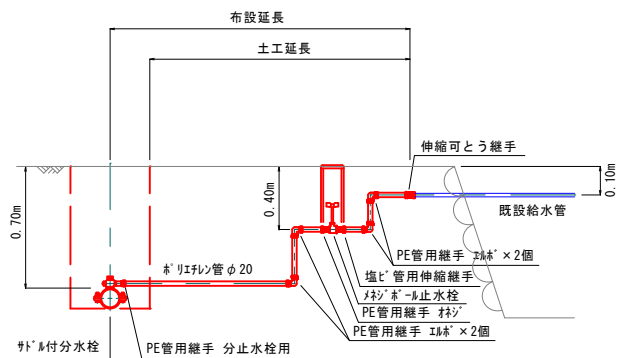 布設延長
土工延長
伸縮可とう継手
0.10m
0.40m
0.70m
既設給水管
PE管用継手 エルボ×2個
ポリエチレン管φ20
塩ビ管用伸縮継手
メネジボール止水栓
PE管用継手 オネジ
PE管用継手 エルボ×2個
サドル付分水栓
PE管用継手 分止水栓用